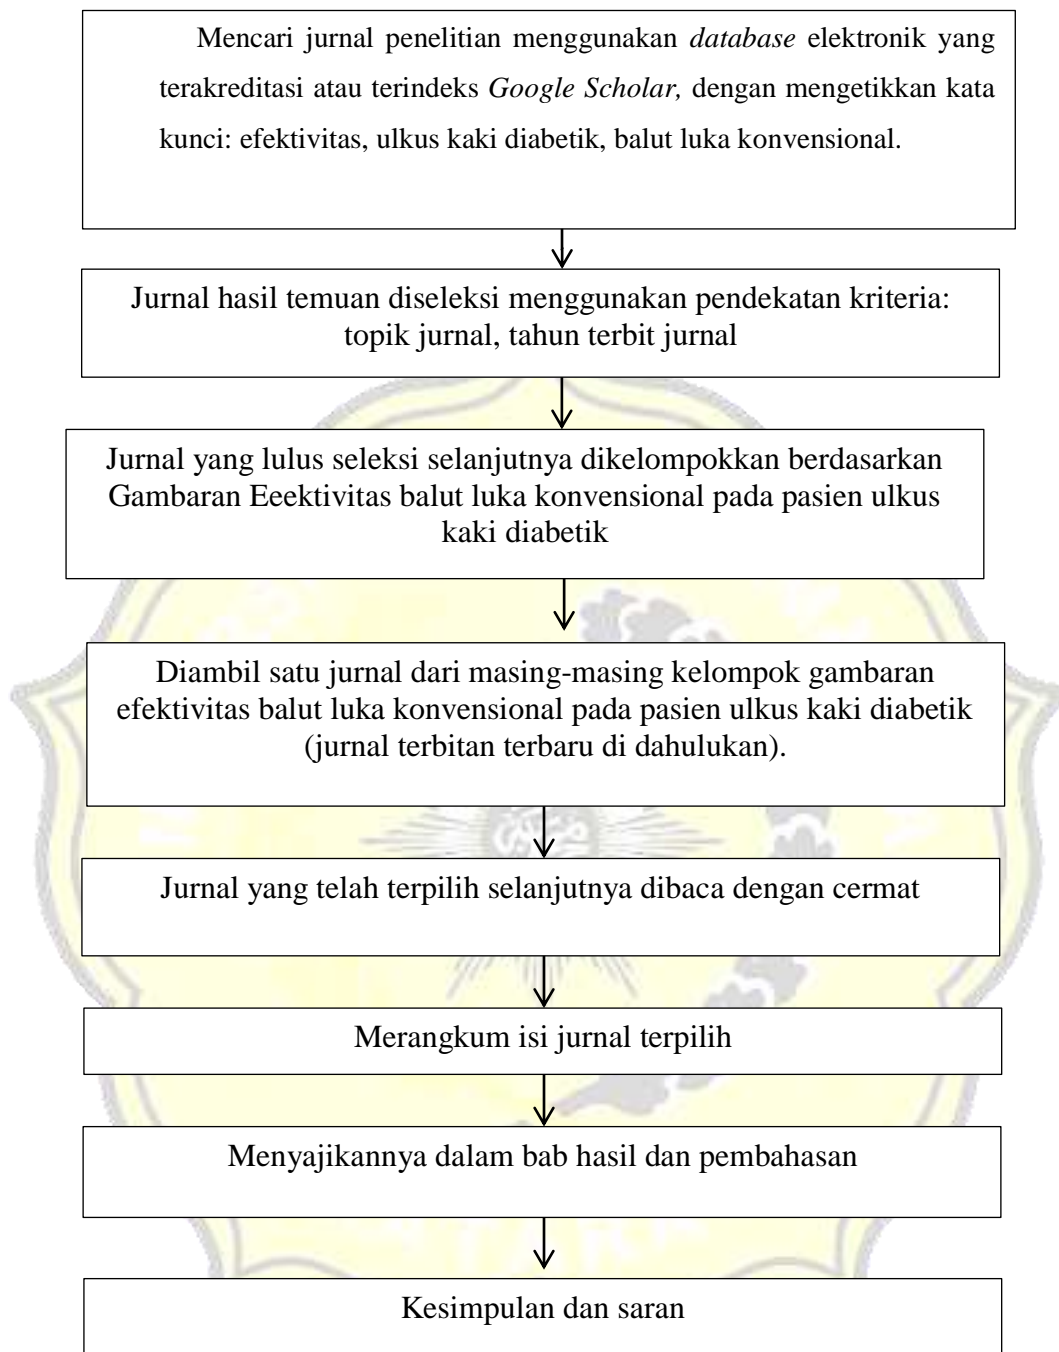 Mencari jurnal penelitian menggunakan database elektronik yang
terakreditasi atau terindeks Google Scholar, dengan mengetikkan kata
kunci: efektivitas, ulkus kaki diabetik, balut luka konvensional.
Jurnal hasil temuan diseleksi menggunakan pendekatan kriteria:
topik jurnal, tahun terbit jurnal
Jurnal yang lulus seleksi selanjutnya dikelompokkan berdasarkan
Gambaran Eeektivitas balut luka konvensional pada pasien ulkus
kaki diabetik
Diambil satu jurnal dari masing-masing kelompok gambaran
efektivitas balut luka konvensional pada pasien ulkus kaki diabetik
(jurnal terbitan terbaru di dahulukan).
Jurnal yang telah terpilih selanjutnya dibaca dengan cermat
Merangkum isi jurnal terpilih
Menyajikannya dalam bab hasil dan pembahasan
Kesimpulan dan saran